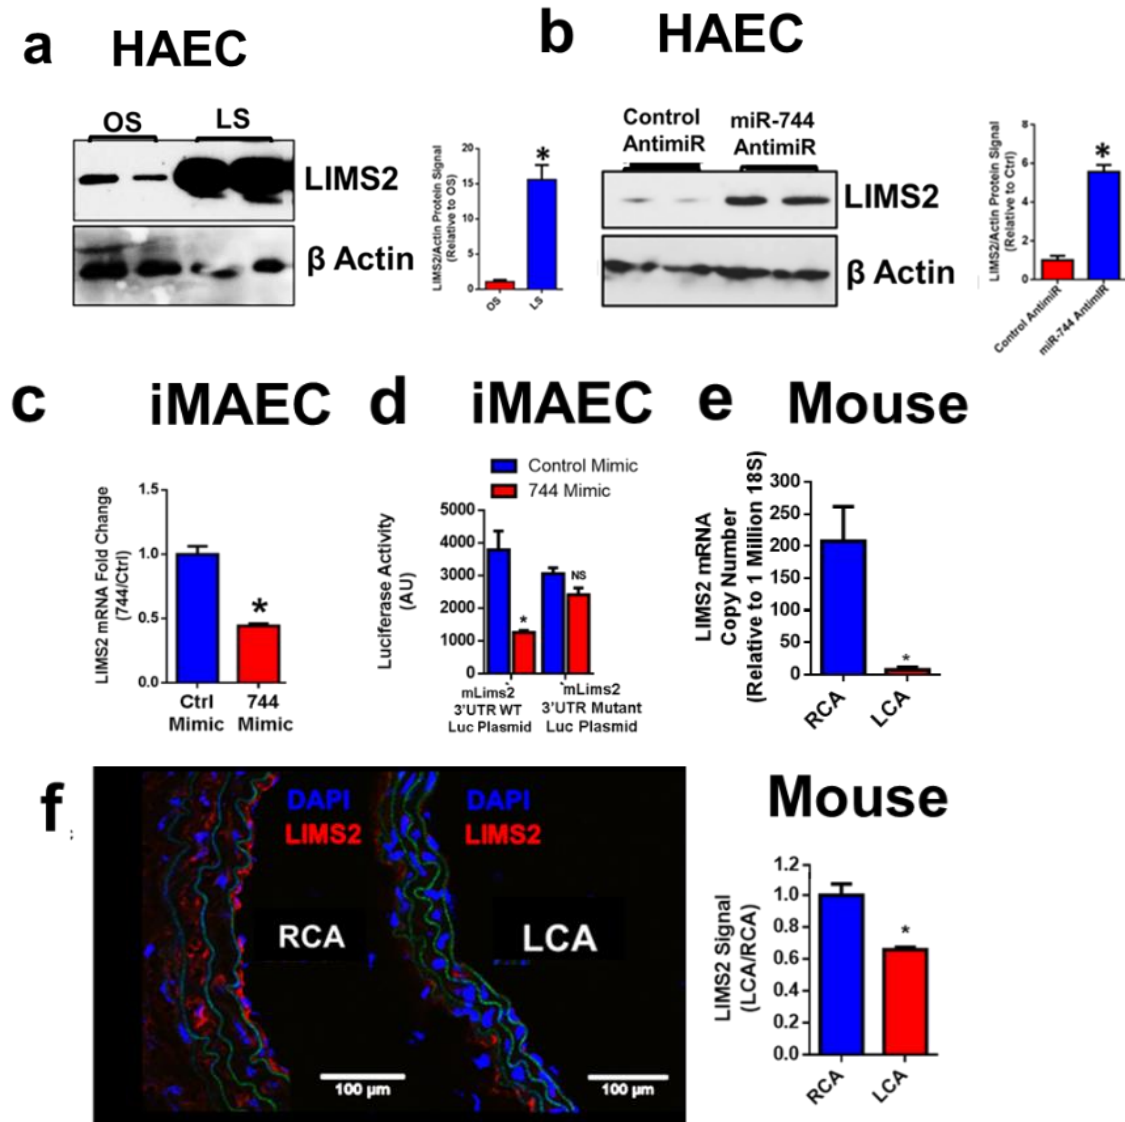 a HAEC
OS LS
LIMS2
β Actin
LIMS2/Actin Protein Signal
(Relative to OS)
20
15
10
5
0
OS LS
*
b HAEC
Control
AntimiR
miR-744
AntimiR
LIMS2
β Actin
LIMS2/Actin Protein Signal
(Relative to Ctrl)
8
6
4
2
0
*
Control AntimiR
miR-744 AntimiR
c iMAEC
LIMS2 mRNA Fold Change
(744/Ctrl)
1.5
1.0
0.5
0.0
*
Ctrl
Mimic
744
Mimic
d iMAEC
Control Mimic
744 Mimic
Luciferase Activity
(AU)
5000
4000
3000
2000
1000
0
*
NS
mLims2
3'UTR WT
Luc Plasmid
`mLims2
3'UTR Mutant
Luc Plasmid
e Mouse
LIMS2 mRNA
Copy Number
(Relative to 1 Million 18S)
300
250
200
150
100
50
0
*
RCA
LCA
f
DAPI
LIMS2
RCA
100 μm
DAPI
LIMS2
LCA
100 μm
Mouse
LIMS2 Signal
(LCA/RCA)
1.2
1.0
0.8
0.6
0.4
0.2
0.0
*
RCA
LCA